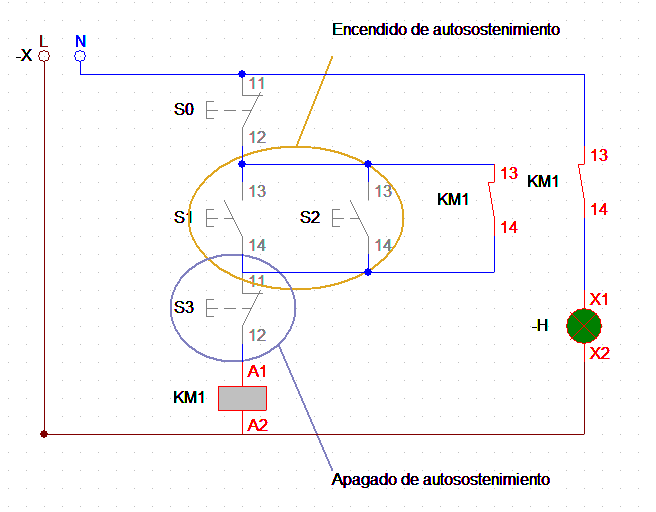 Encendido de autosostenimiento
-X L N
11
S0
12
13 13 13 13
KM1
KM1
S1 S2
14 14 14 14
11
S3
12
X1
-H
X2
A1
KM1
A2
Apagado de autosostenimiento